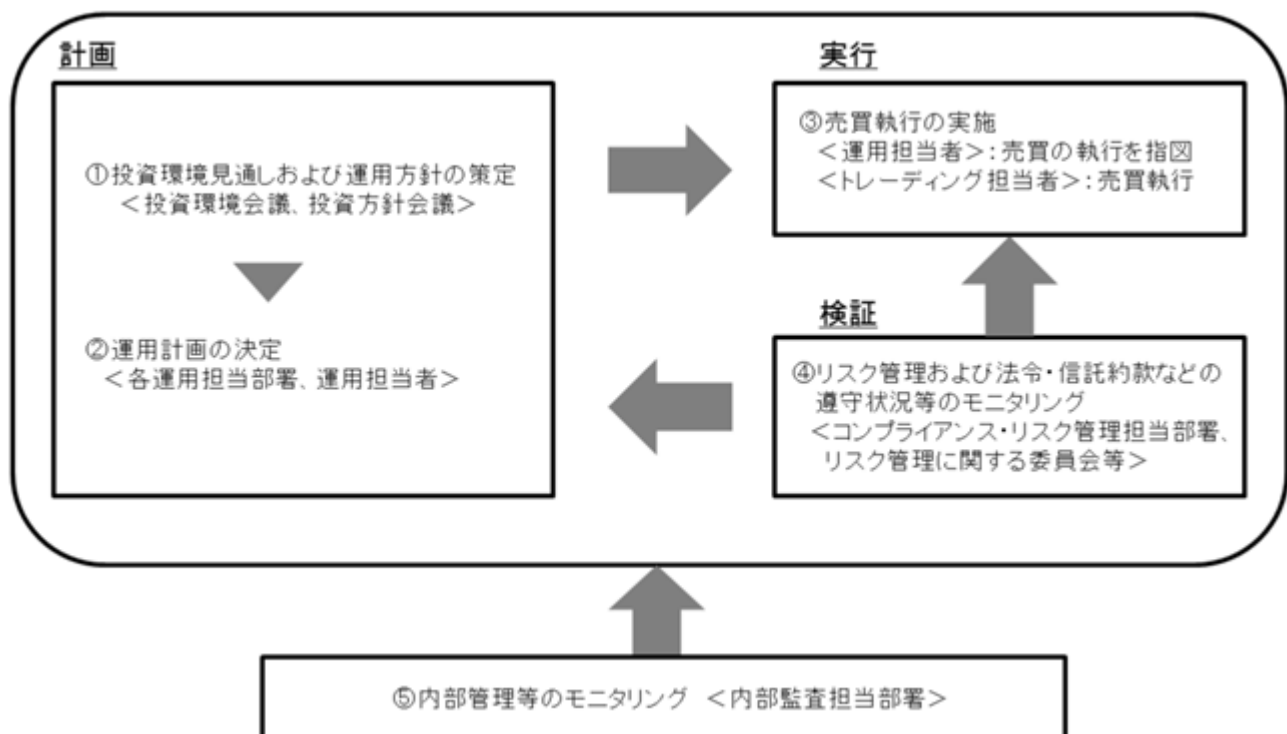 計画
①投資環境見通しおよび運用方針の策定
＜投資環境会議、投資方針会議＞
②運用計画の決定
＜各運用担当部署、運用担当者＞
実行
③売買執行の実施
＜運用担当者＞：売買の執行を指図
＜トレーディング担当者＞：売買執行
検証
④リスク管理および法令・信託約款などの
遵守状況等のモニタリング
＜コンプライアンス・リスク管理担当部署、
リスク管理に関する委員会等＞
⑤内部管理等のモニタリング ＜内部監査担当部署＞